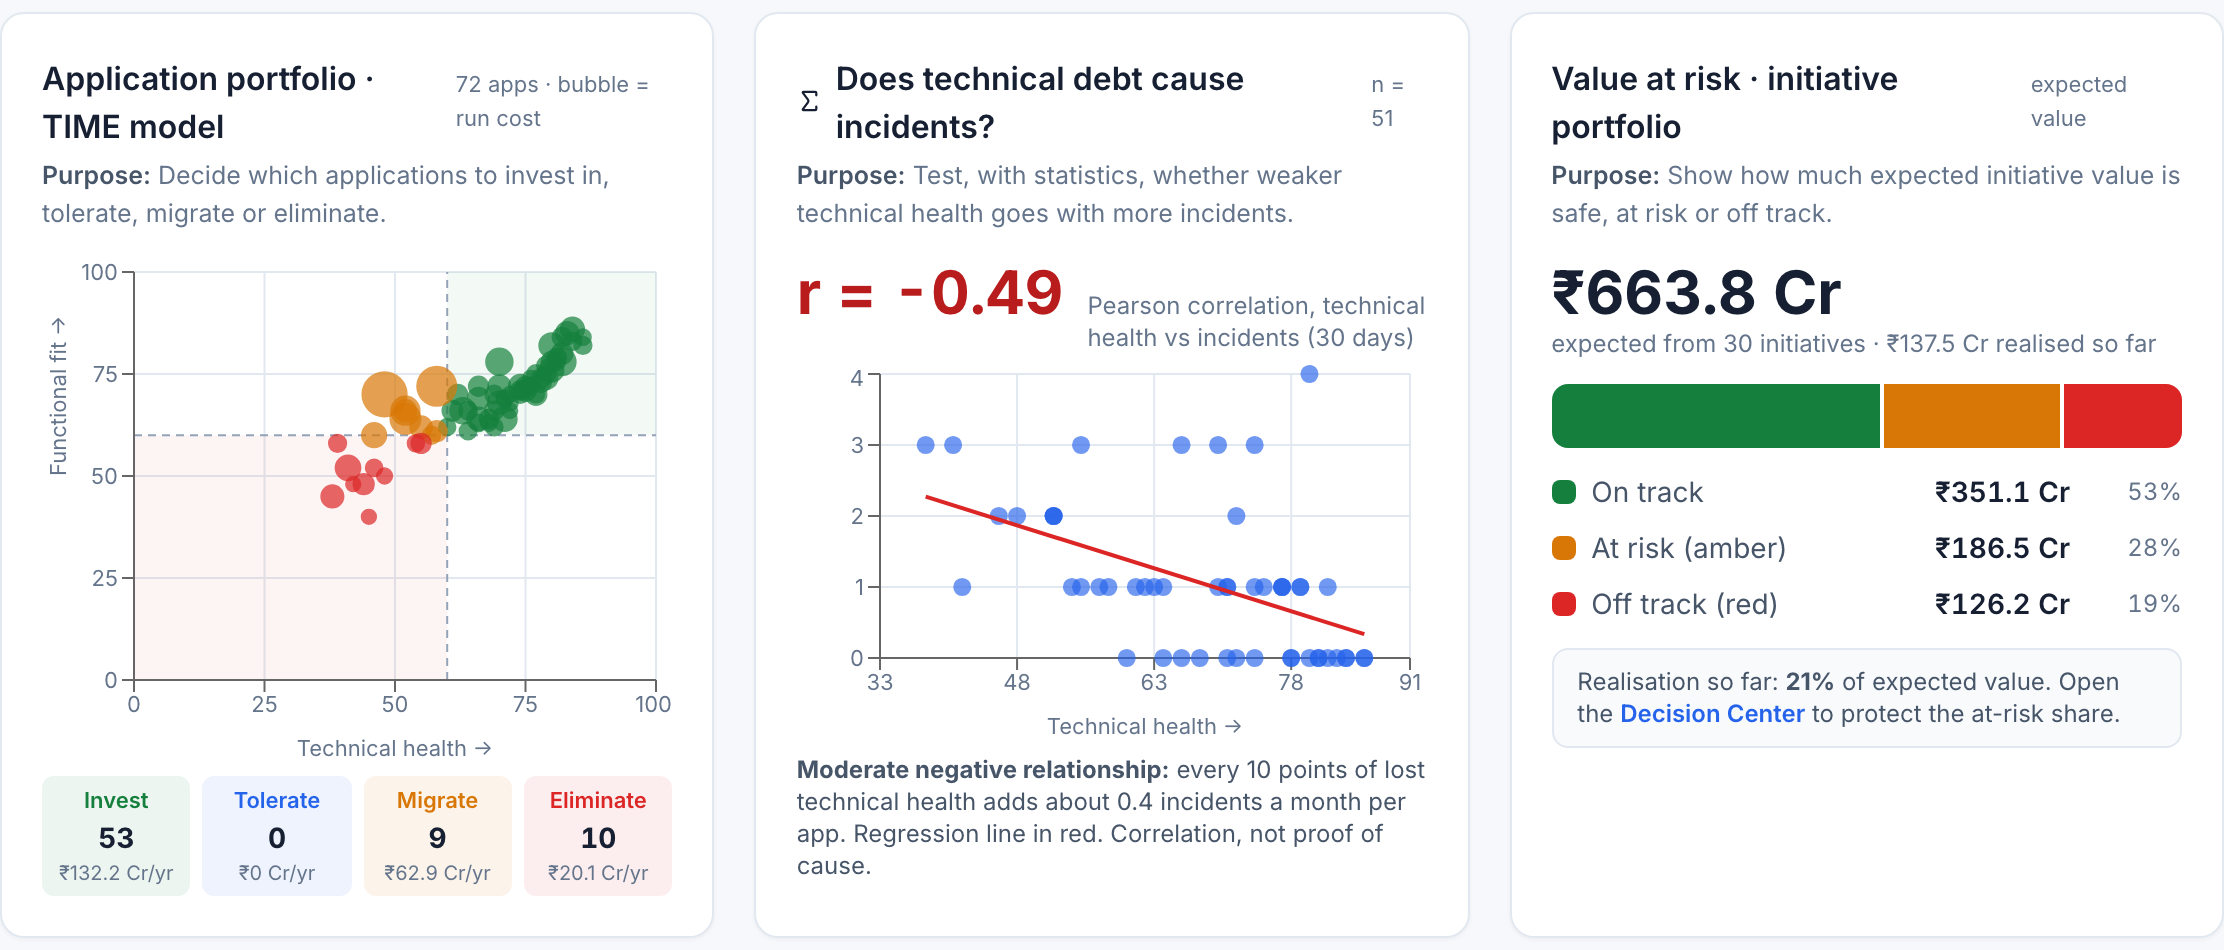 Application portfolio ·
TIME model
72 apps · bubble =
run cost
Purpose: Decide which applications to invest in,
tolerate, migrate or eliminate.
Functional fit →
100
75
50
25
0
0
25
50
75
100
Technical health →
Invest
53
₹132.2 Cr/yr
Tolerate
0
₹0 Cr/yr
Migrate
9
₹62.9 Cr/yr
Eliminate
10
₹20.1 Cr/yr
Σ Does technical debt cause
incidents?
n =
51
Purpose: Test, with statistics, whether weaker
technical health goes with more incidents.
r = -0.49
Pearson correlation, technical
health vs incidents (30 days)
4
3
2
1
0
33
48
63
78
91
Technical health →
Moderate negative relationship: every 10 points of lost
technical health adds about 0.4 incidents a month per
app. Regression line in red. Correlation, not proof of
cause.
Value at risk · initiative
portfolio
expected
value
Purpose: Show how much expected initiative value is
safe, at risk or off track.
₹663.8 Cr
expected from 30 initiatives · ₹137.5 Cr realised so far
On track ₹351.1 Cr 53%
At risk (amber) ₹186.5 Cr 28%
Off track (red) ₹126.2 Cr 19%
Realisation so far: 21% of expected value. Open
the Decision Center to protect the at-risk share.